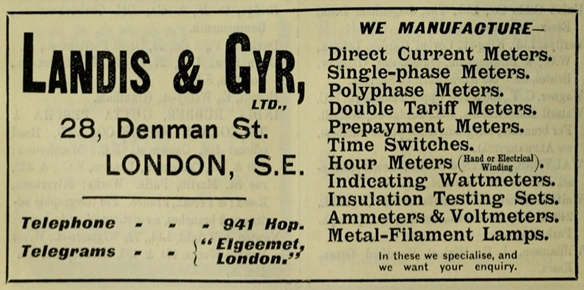 LANDIS & GYR,
LTD.,
28, Denman St.
LONDON, S.E.
Telephone - - - 941 Hop.
Telegrams - - {"Elgeemet,
London."
WE MANUFACTURE—
Direct Current Meters.
Single-phase Meters.
Polyphase Meters.
Double Tariff Meters.
Prepayment Meters.
Time Switches.
Hour Meters (Hand or Electrical Winding).
Indicating Wattmeters.
Insulation Testing Sets.
Ammeters & Voltmeters.
Metal-Filament Lamps.
In these we specialise, and
we want your enquiry.